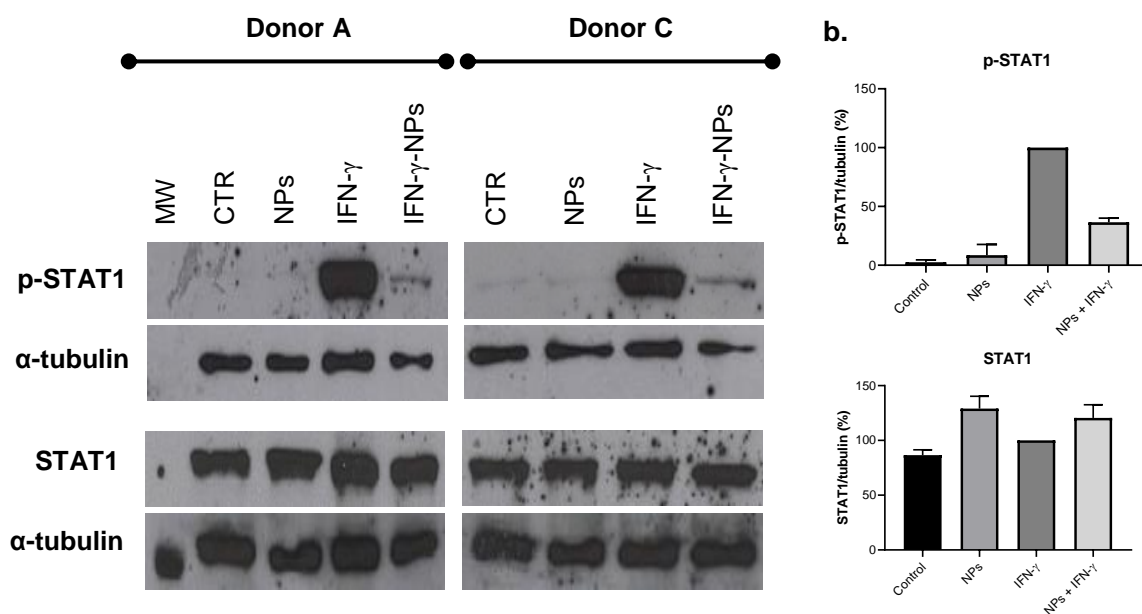 Donor A
Donor C
MW
CTR
NPs
IFN-γ
IFN-γ-NPs
CTR
NPs
IFN-γ
IFN-γ-NPs
p-STAT1
α-tubulin
STAT1
α-tubulin
b.
p-STAT1
p-STAT1/tubulin (%)
150
100
50
0
Control
NPs
IFN-γ
NPs + IFN-γ
STAT1
STAT1/tubulin (%)
150
100
50
0
Control
NPs
IFN-γ
NPs + IFN-γ